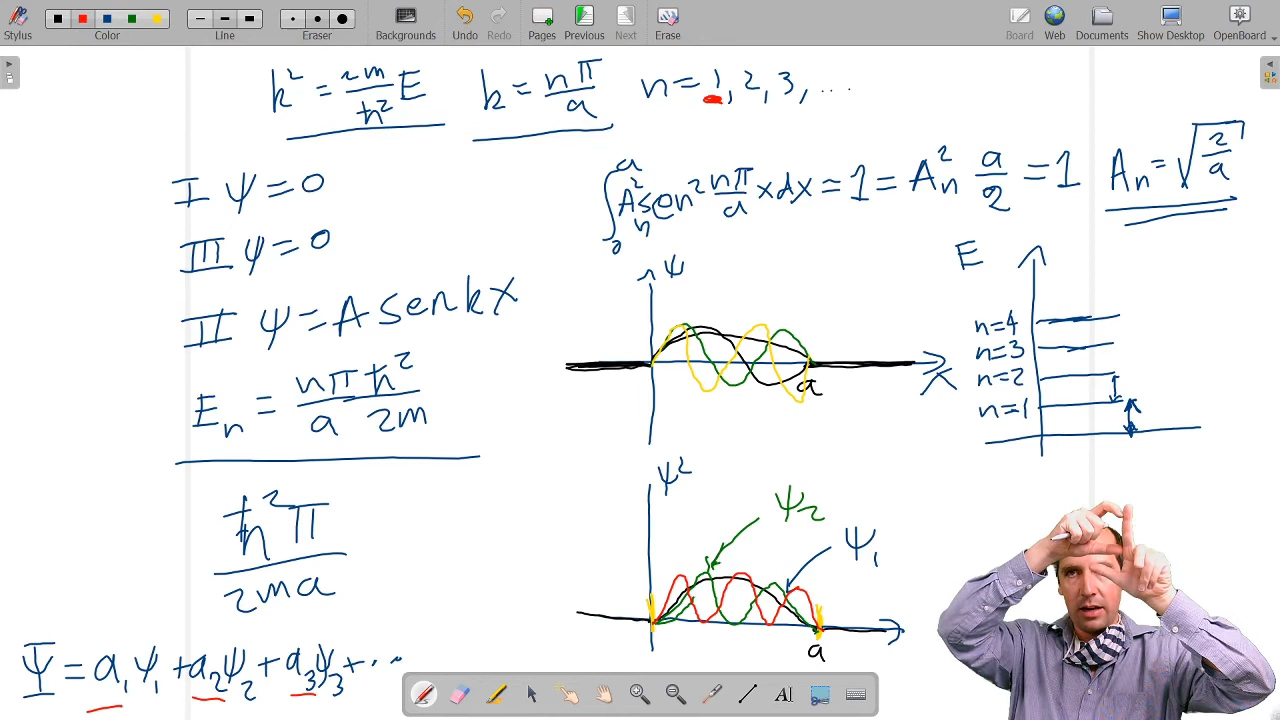 Stylus Color Line Eraser Backgrounds Undo Redo Pages Previous Next Erase Board Web Documents Show Desktop OpenBoard
k² = 2m/ħ² E k = nπ/a n = 1, 2, 3, ...
I ψ = 0
III ψ = 0
II ψ = A sen k x
Eₙ = nπ ħ²/a 2m
ħ²π/2ma
Ψ = a₁ψ₁ + a₂ψ₂ + a₃ψ₃ + ...
∫₀ᵃ Aₙ² sen² nπ/a x dx = 1 = Aₙ² a/2 = 1 Aₙ = √(2/a)
ψ
a
x
E
n=4
n=3
n=2
n=1
ψ²
ψ₂
ψ₁
a